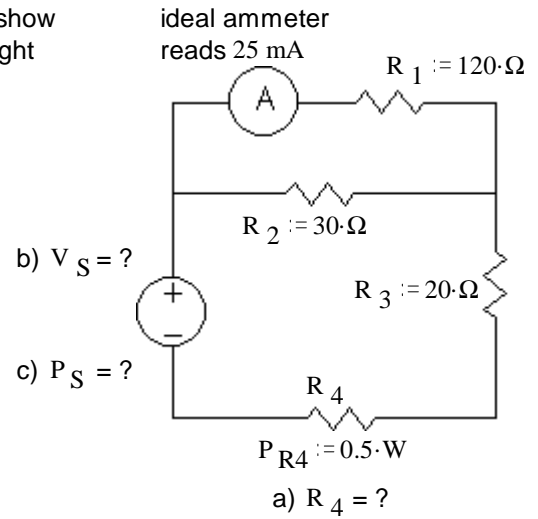 show
ght
ideal ammeter
reads 25 mA
R 1 := 120·Ω
A
R 2 := 30·Ω
b) V S = ?
R 3 := 20·Ω
+
−
c) P S = ?
R 4
P R4 := 0.5·W
a) R 4 = ?